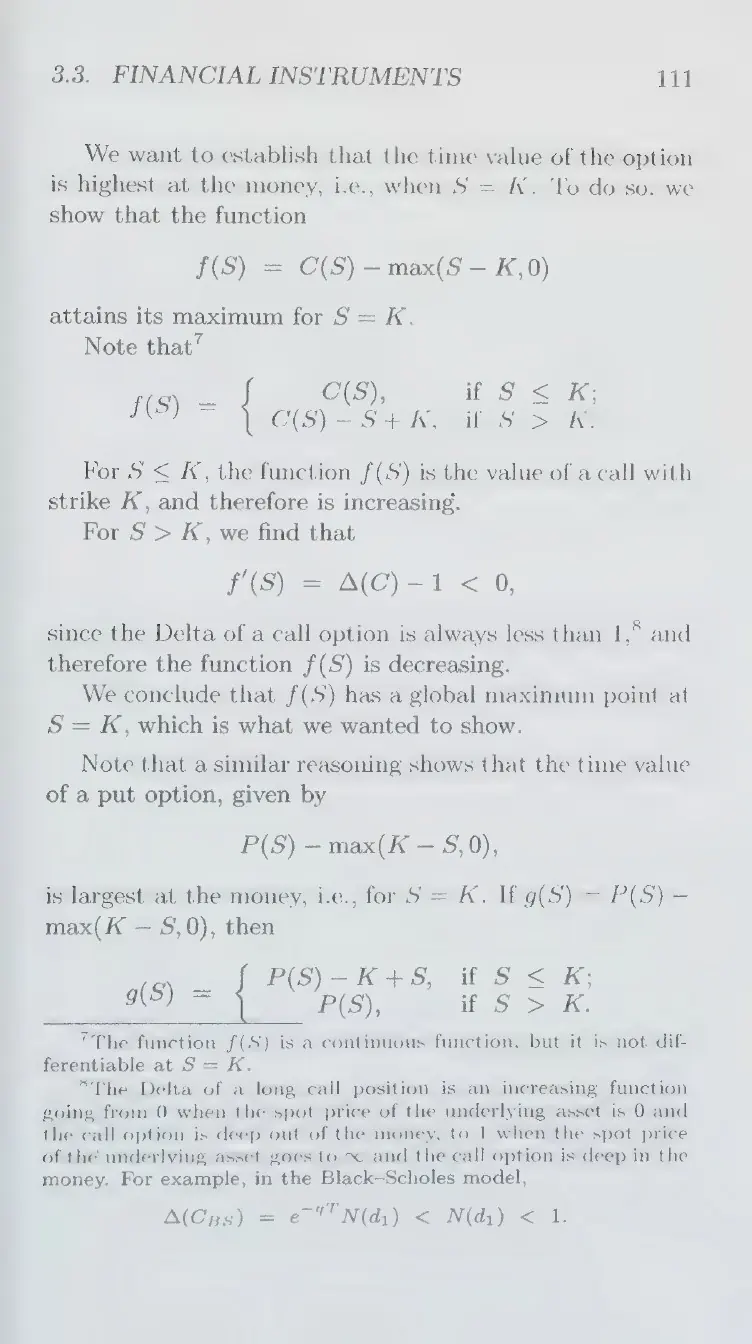 3.3. FINANCIAL INSTRUMENTS 111
We want to establish that the time value of the option
is highest at the money, i.e., when S = K. To do so, we
show that the function
f(S) = C(S) − max(S − K, 0)
attains its maximum for S = K.
Note that⁷
f(S) = { C(S), if S ≤ K;
C(S) − S + K, if S > K.
For S ≤ K, the function f(S) is the value of a call with
strike K, and therefore is increasing.
For S > K, we find that
f′(S) = Δ(C) − 1 < 0,
since the Delta of a call option is always less than 1,⁸ and
therefore the function f(S) is decreasing.
We conclude that f(S) has a global maximum point at
S = K, which is what we wanted to show.
Note that a similar reasoning shows that the time value
of a put option, given by
P(S) − max(K − S, 0),
is largest at the money, i.e., for S = K. If g(S) = P(S) −
max(K − S, 0), then
g(S) = { P(S) − K + S, if S ≤ K;
P(S), if S > K.
⁷The function f(S) is a continuous function, but it is not dif-
ferentiable at S = K.
⁸The Delta of a long call position is an increasing function
going from 0 when the spot price of the underlying asset is 0 and
the call option is deep out of the money, to 1 when the spot price
of the underlying asset goes to ∞ and the call option is deep in the
money. For example, in the Black–Scholes model,
Δ(C_BS) = e^{−qT} N(d₁) < N(d₁) < 1.